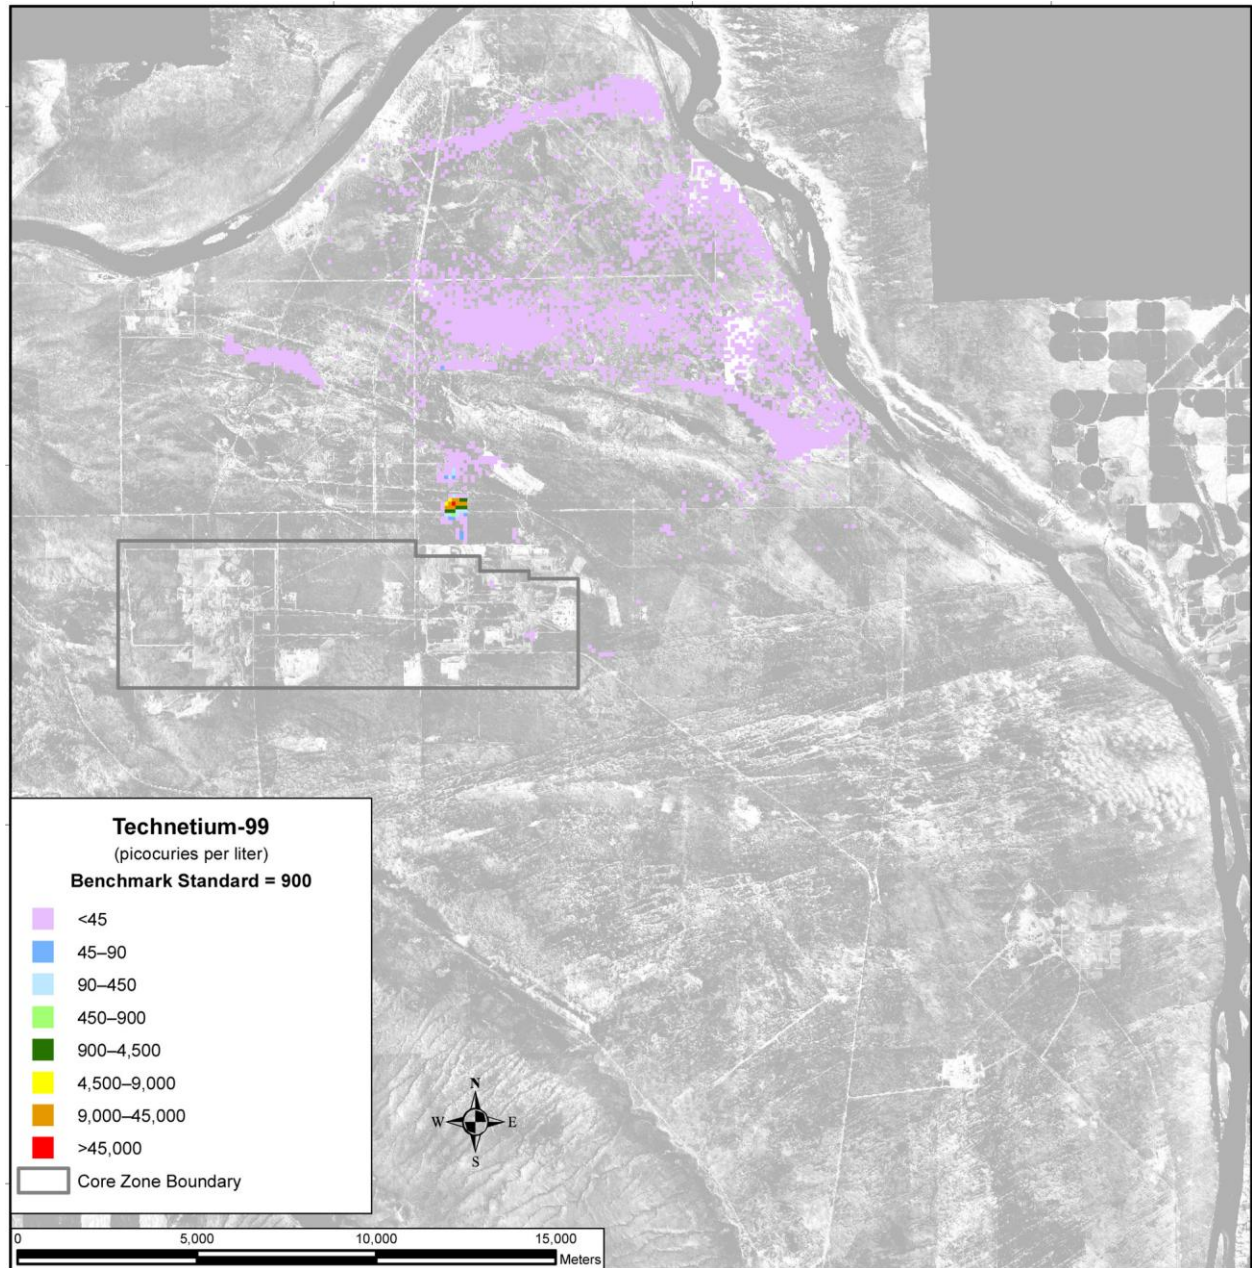 Technetium-99
(picocuries per liter)
Benchmark Standard = 900
<45
45–90
90–450
450–900
900–4,500
4,500–9,000
9,000–45,000
>45,000
Core Zone Boundary
N
W E
S
0 5,000 10,000 15,000
Meters